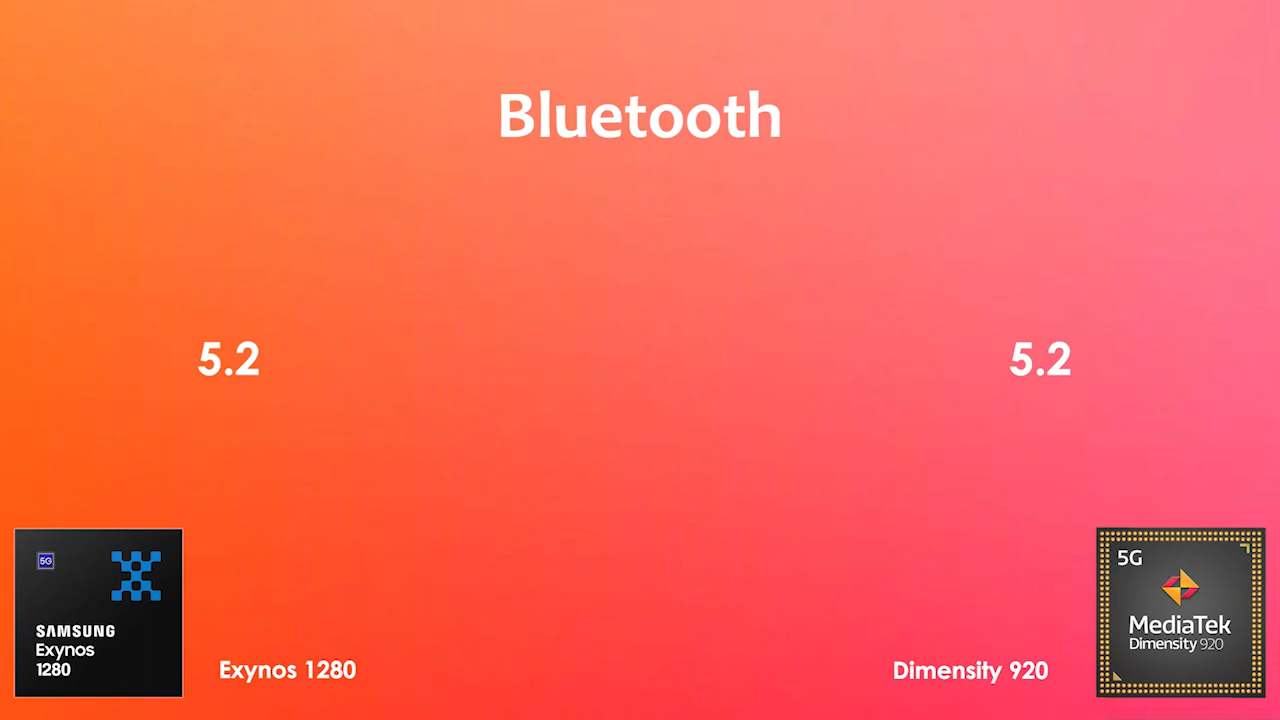 Bluetooth
5.2
5.2
5G
SAMSUNG
Exynos
1280
Exynos 1280
Dimensity 920
5G
MediaTek
Dimensity 920